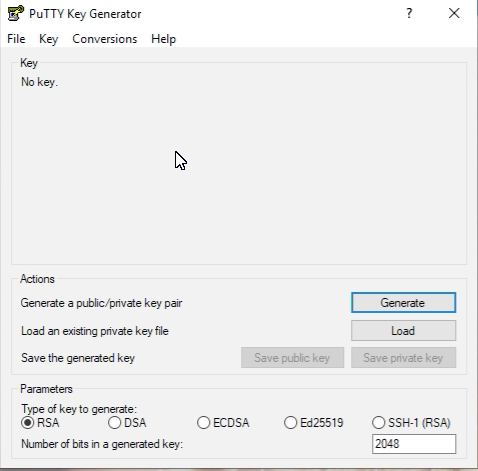 PuTTY Key Generator ?
File Key Conversions Help
Key
No key.
Actions
Generate a public/private key pair Generate
Load an existing private key file Load
Save the generated key Save public key Save private key
Parameters
Type of key to generate:
RSA DSA ECDSA Ed25519 SSH-1 (RSA)
Number of bits in a generated key: 2048